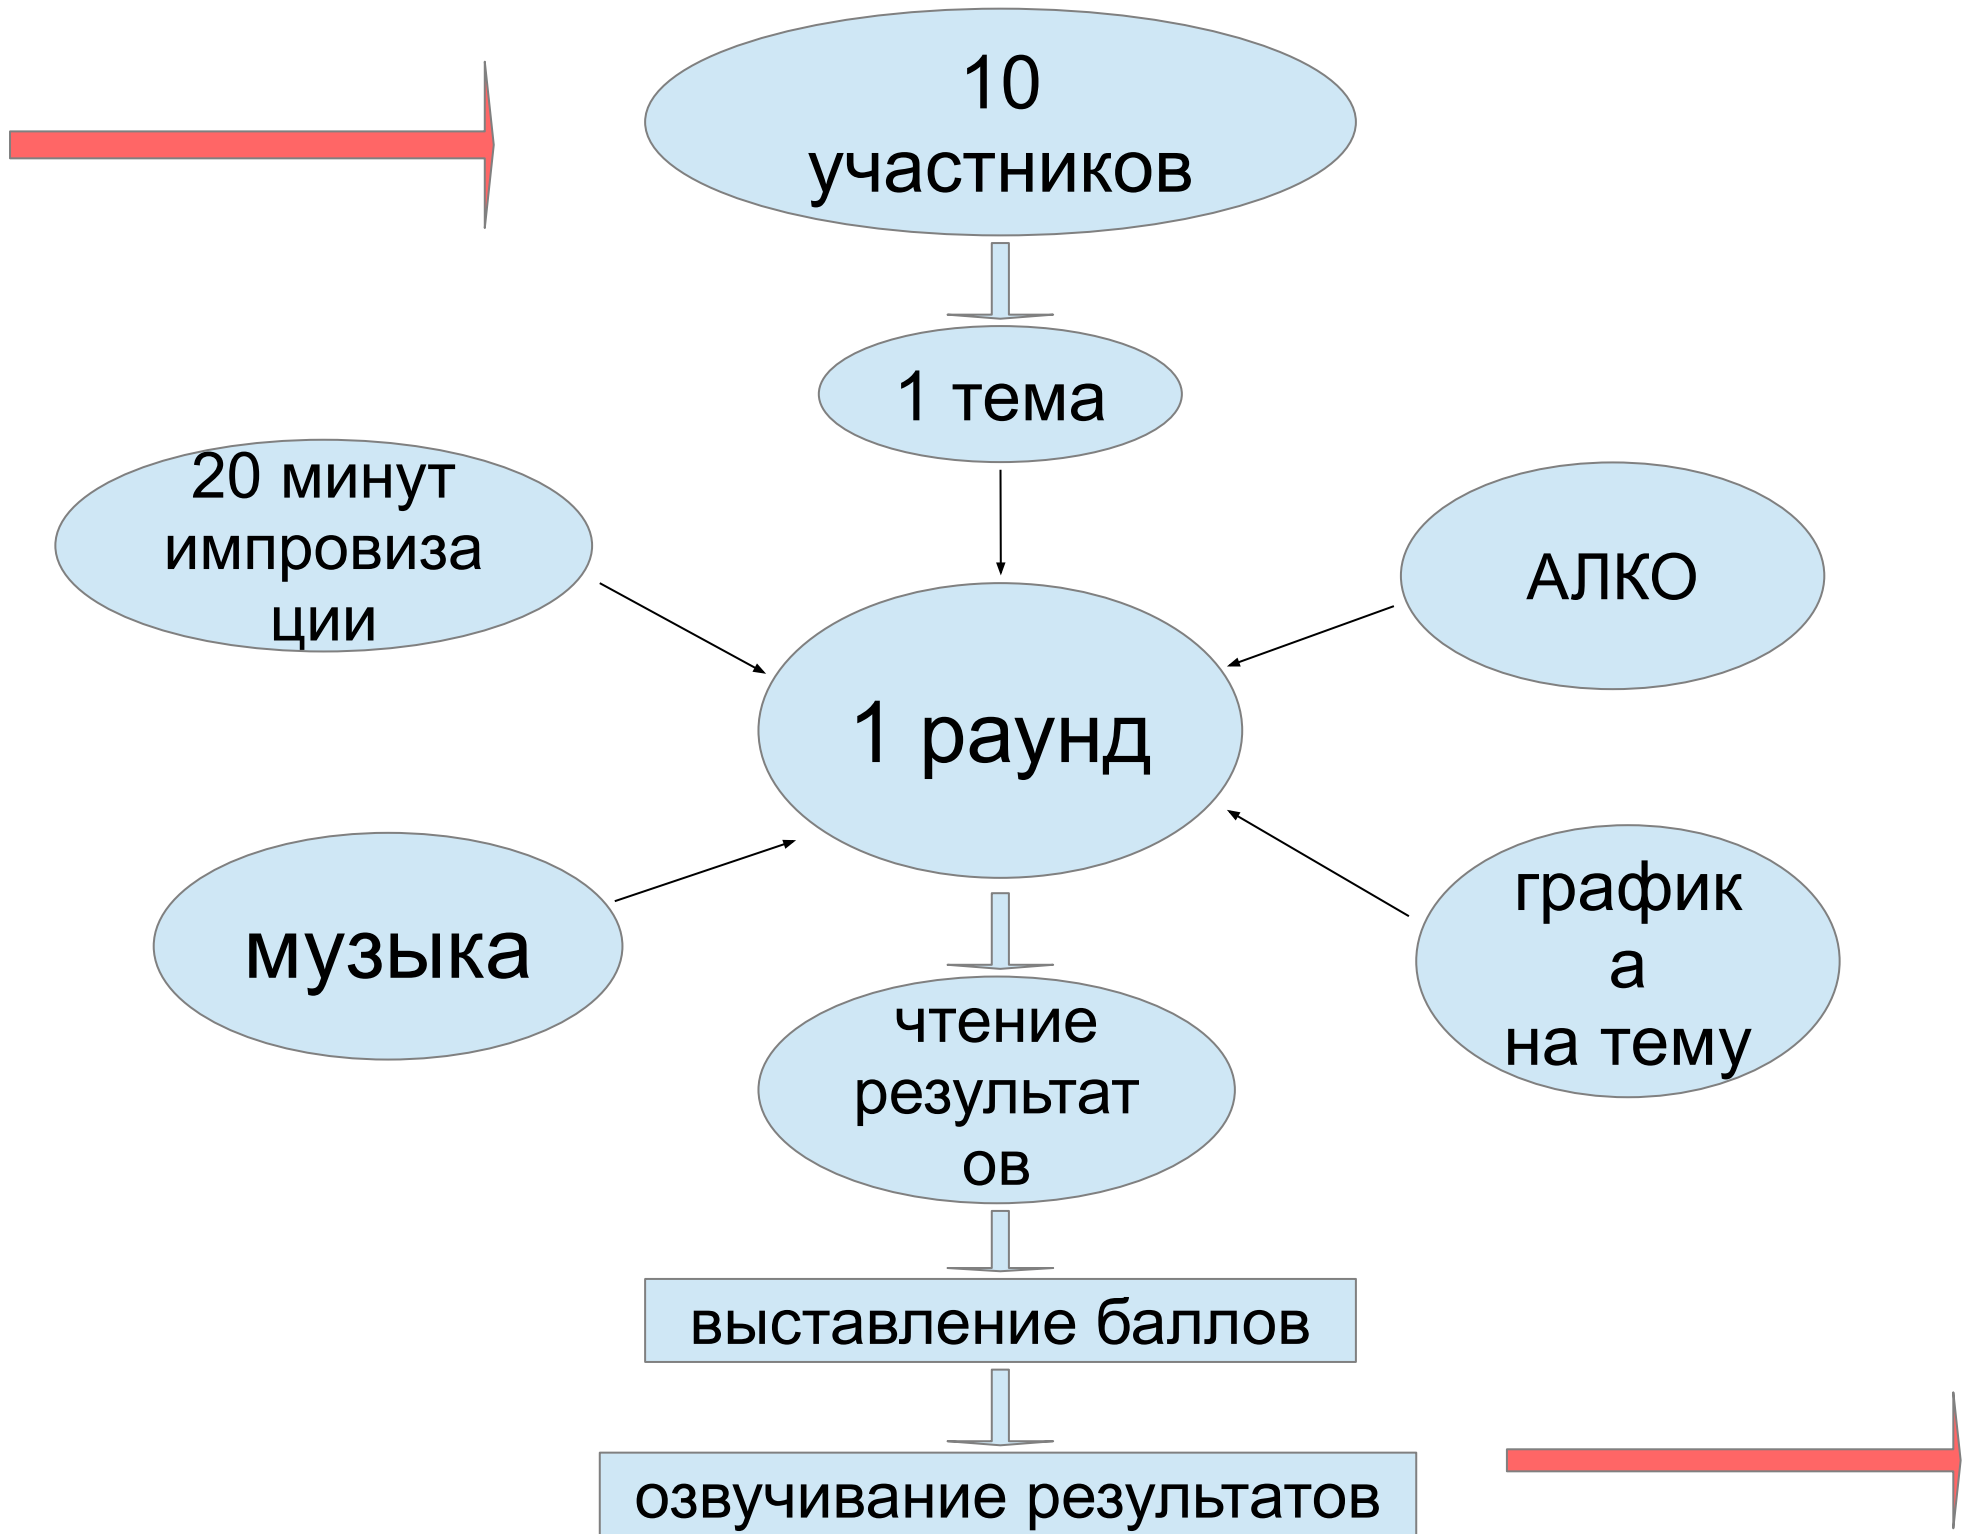 10
участников
1 тема
20 минут
импровиза
ции
АЛКО
1 раунд
музыка
график
а
на тему
чтение
результат
ов
выставление баллов
озвучивание результатов